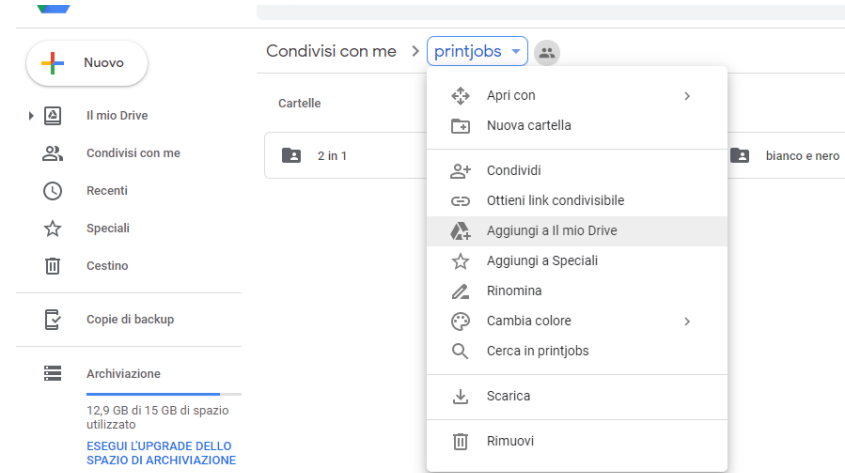 Nuovo
Il mio Drive
Condivisi con me
Recenti
Speciali
Cestino
Copie di backup
Archiviazione
12,9 GB di 15 GB di spazio
utilizzato
ESEGUI L'UPGRADE DELLO
SPAZIO DI ARCHIVIAZIONE
Condivisi con me > printjobs
Cartelle
2 in 1
bianco e nero
Apri con
Nuova cartella
Condividi
Ottieni link condivisibile
Aggiungi a Il mio Drive
Aggiungi a Speciali
Rinomina
Cambia colore
Cerca in printjobs
Scarica
Rimuovi